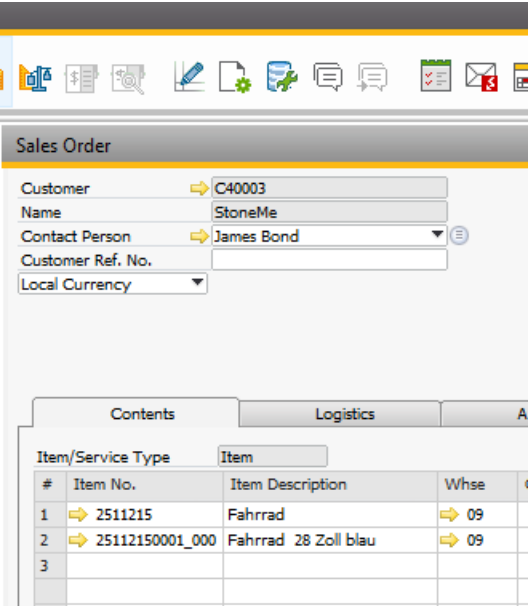 Sales Order
Customer C40003
Name StoneMe
Contact Person James Bond
Customer Ref. No.
Local Currency
Contents Logistics A
Item/Service Type Item
# Item No. Item Description Whse
1 2511215 Fahrrad 09
2 25112150001_000 Fahrrad 28 Zoll blau 09
3